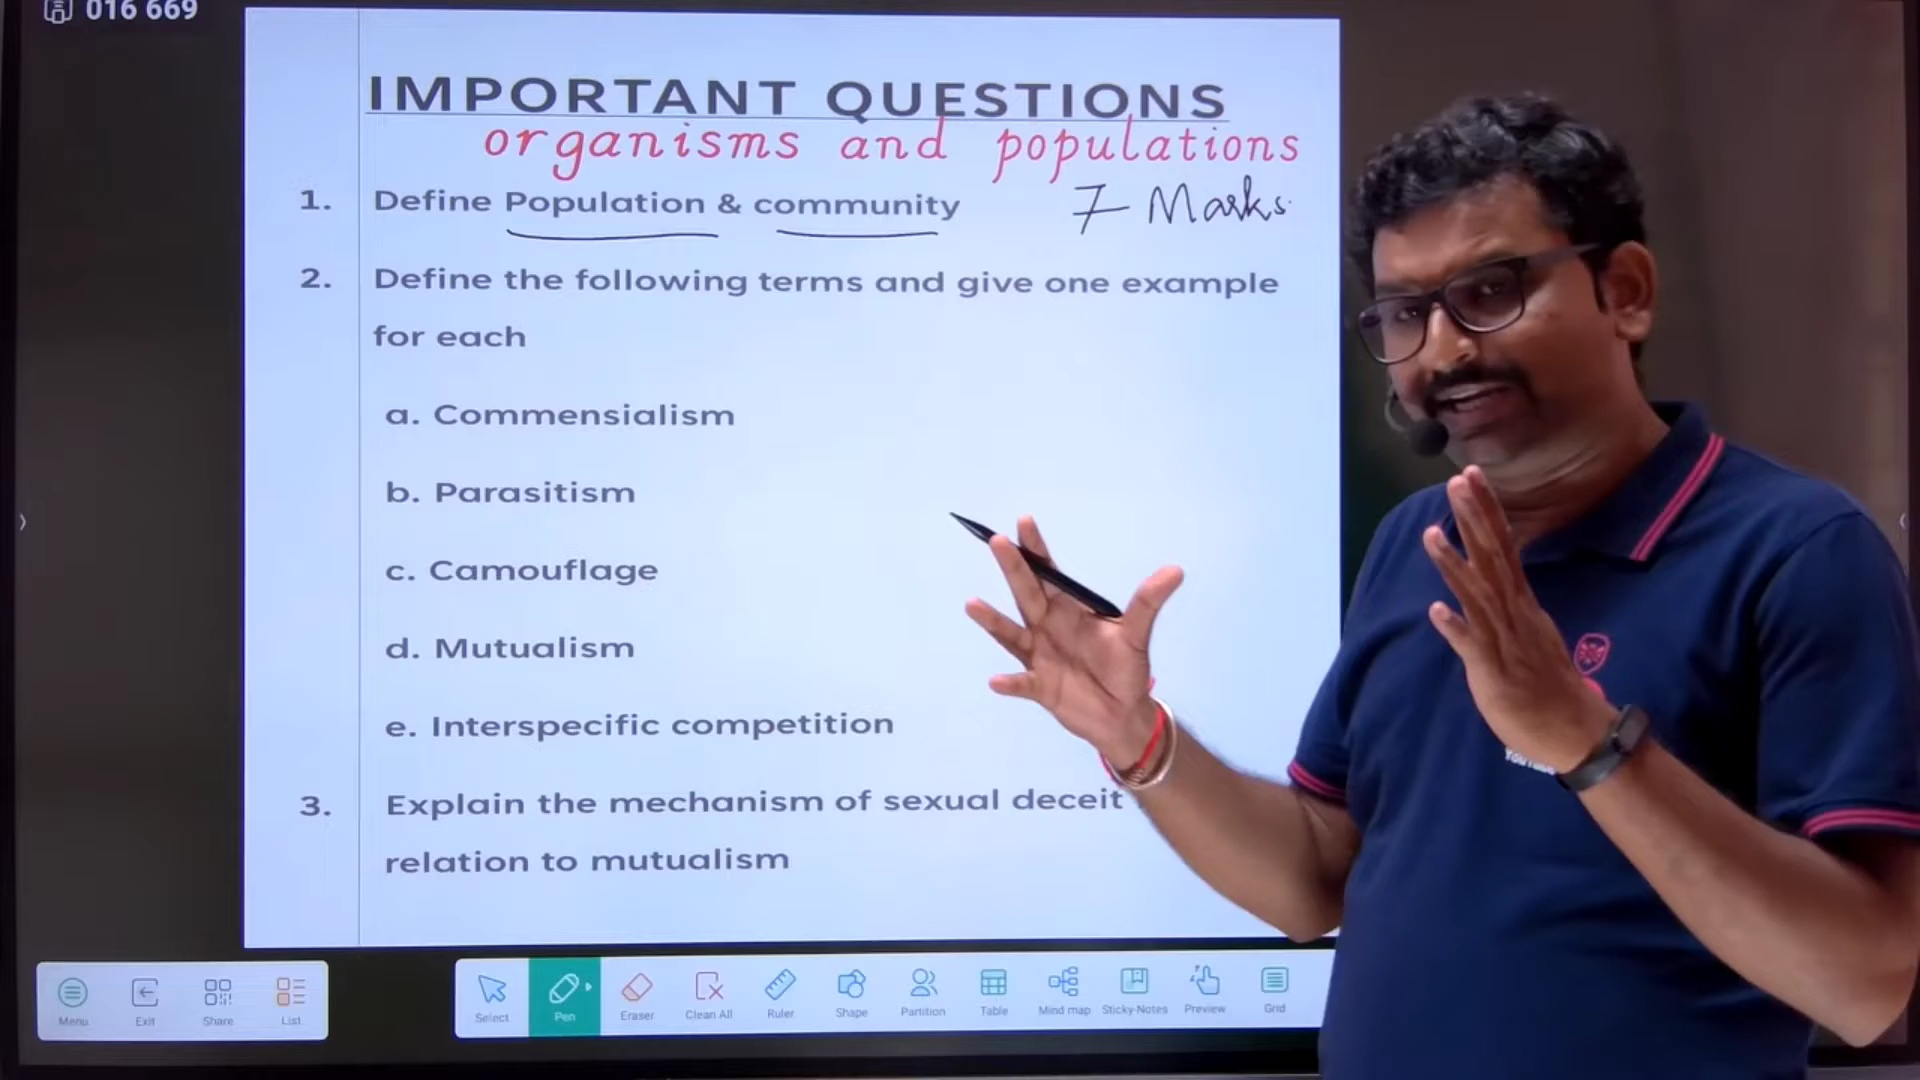 016 669
IMPORTANT QUESTIONS
organisms and populations
1. Define Population & community
7 Marks
2. Define the following terms and give one example
for each
a. Commensialism
b. Parasitism
c. Camouflage
d. Mutualism
e. Interspecific competition
3. Explain the mechanism of sexual deceit
relation to mutualism
Menu Exit Share List
Select Pen Eraser Clean All Ruler Shape Partition Table Mind map Sticky-Notes Preview Grid